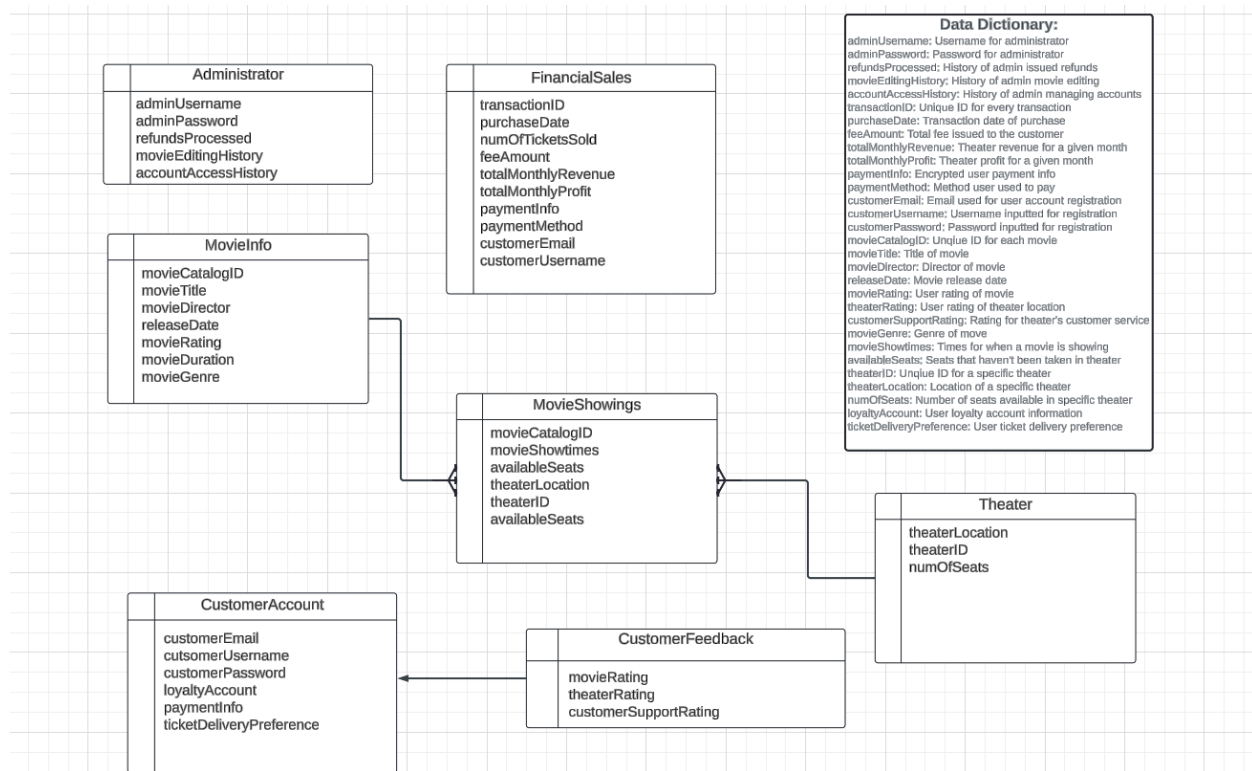 Administrator
adminUsername
adminPassword
refundsProcessed
movieEditingHistory
accountAccessHistory
FinancialSales
transactionID
purchaseDate
numOfTicketsSold
feeAmount
totalMonthlyRevenue
totalMonthlyProfit
paymentInfo
paymentMethod
customerEmail
customerUsername
Data Dictionary:
adminUsername: Username for administrator
adminPassword: Password for administrator
refundsProcessed: History of admin issued refunds
movieEditingHistory: History of admin movie editing
accountAccessHistory: History of admin managing accounts
transactionID: Unique ID for every transaction
purchaseDate: Transaction date of purchase
feeAmount: Total fee issued to the customer
totalMonthlyRevenue: Theater revenue for a given month
totalMonthlyProfit: Theater profit for a given month
paymentInfo: Encrypted user payment info
paymentMethod: Method user used to pay
customerEmail: Email used for user account registration
customerUsername: Username inputted for registration
customerPassword: Password inputted for registration
movieCatalogID: Unqiue ID for each movie
movieTitle: Title of movie
movieDirector: Director of movie
releaseDate: Movie release date
movieRating: User rating of movie
theaterRating: User rating of theater location
customerSupportRating: Rating for theater's customer service
movieGenre: Genre of move
movieShowtimes: Times for when a movie is showing
availableSeats: Seats that haven't been taken in theater
theaterID: Unqiue ID for a specific theater
theaterLocation: Location of a specific theater
numOfSeats: Number of seats available in specific theater
loyaltyAccount: User loyalty account information
ticketDeliveryPreference: User ticket delivery preference
MovieInfo
movieCatalogID
movieTitle
movieDirector
releaseDate
movieRating
movieDuration
movieGenre
MovieShowings
movieCatalogID
movieShowtimes
availableSeats
theaterLocation
theaterID
availableSeats
Theater
theaterLocation
theaterID
numOfSeats
CustomerAccount
customerEmail
cutsomerUsername
customerPassword
loyaltyAccount
paymentInfo
ticketDeliveryPreference
CustomerFeedback
movieRating
theaterRating
customerSupportRating